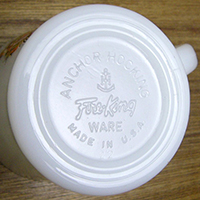 ANCHOR HOCKING
Fire-King
WARE
MADE IN U.S.A